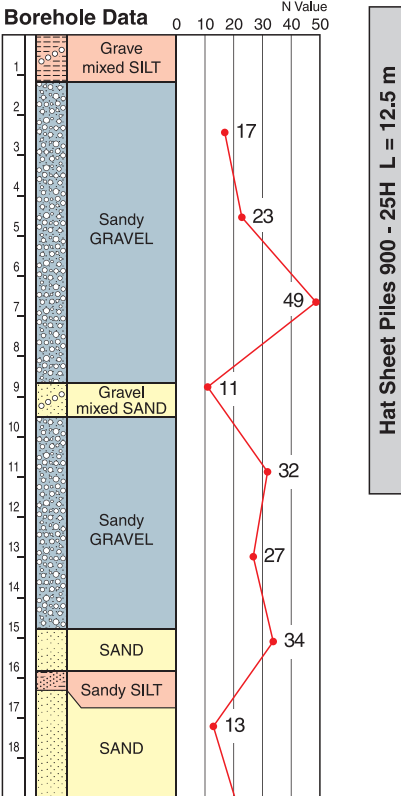 Borehole Data
N Value
0 10 20 30 40 50
Grave
mixed SILT
1
2
17
3
4
23
Sandy
GRAVEL
5
6
49
7
8
9
11
Gravel
mixed SAND
10
32
11
12
Sandy
GRAVEL
27
13
14
15
34
SAND
16
Sandy SILT
17
13
SAND
18
Hat Sheet Piles 900 - 25H L = 12.5 m